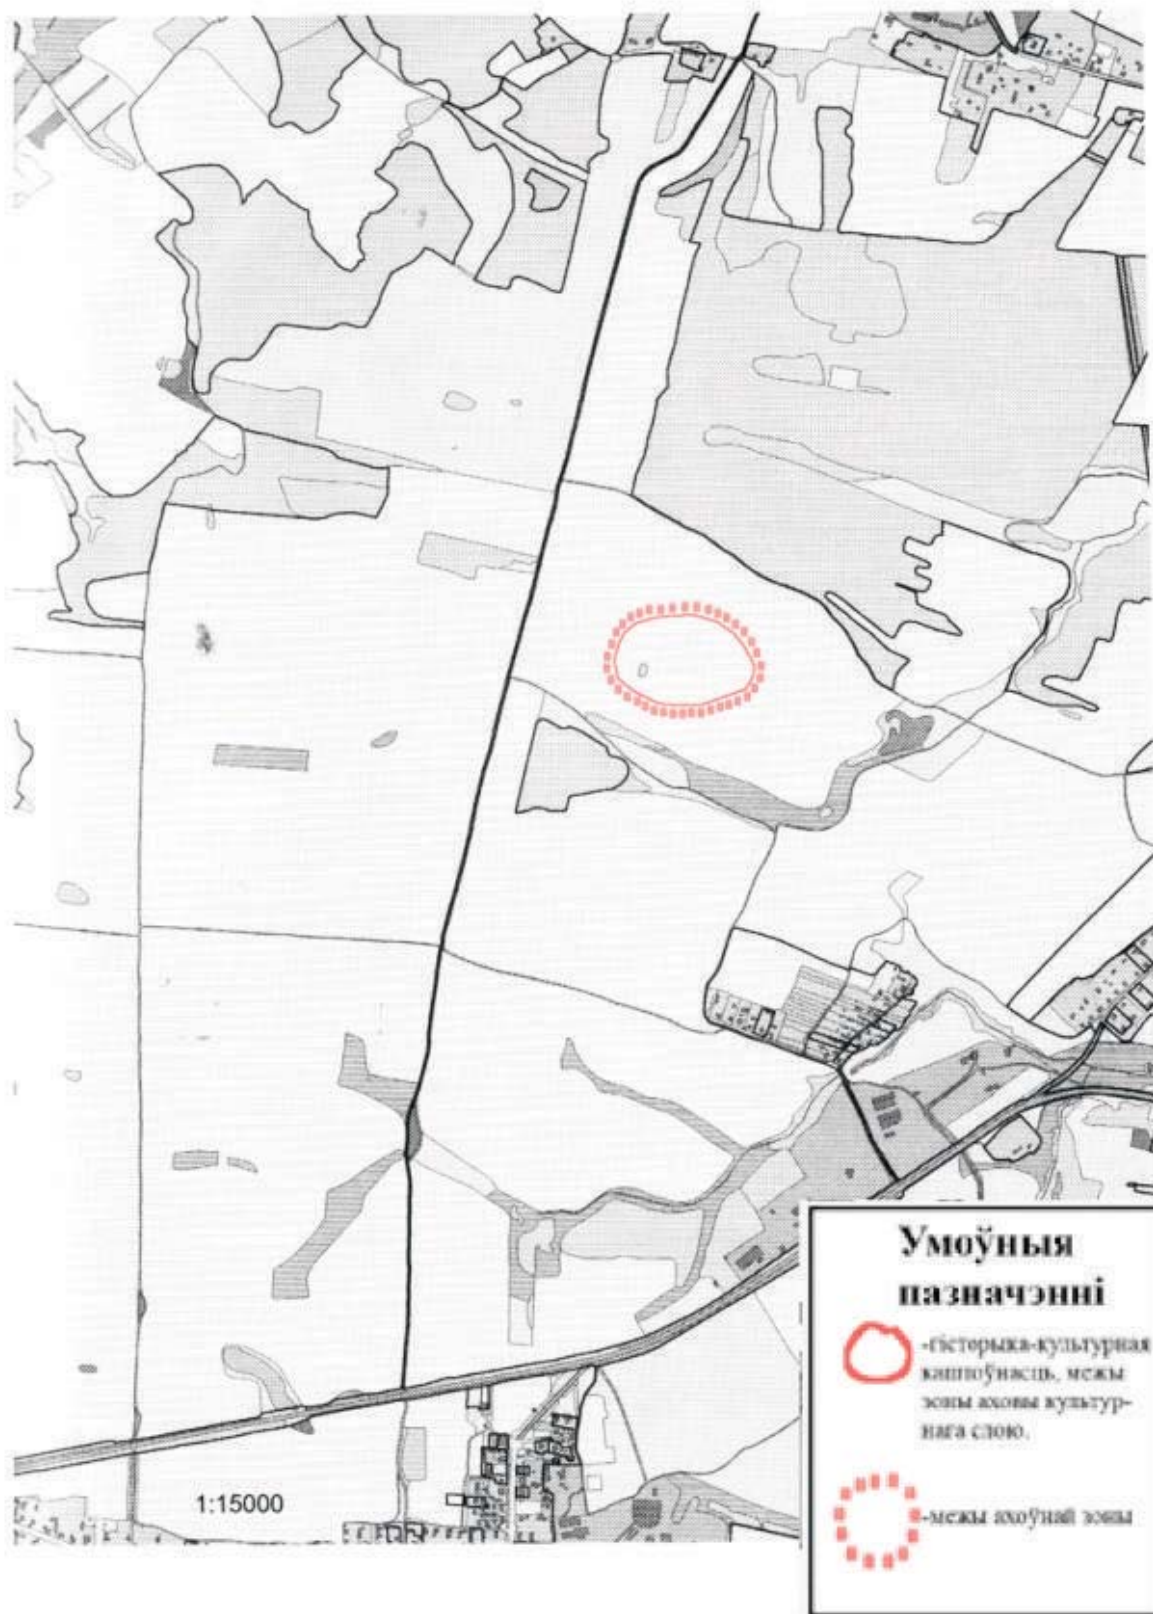 1:15000
Умоўныя
пазначэнні
-гісторыка-культурная
каштоўнасць, межы
зоны аховы культур-
нага слою.
-межы ахоўнай зоны